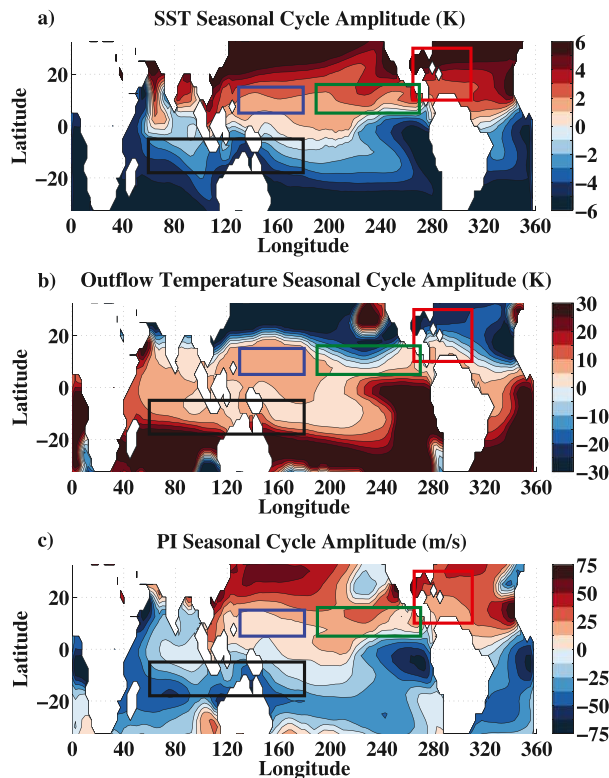 a) SST Seasonal Cycle Amplitude (K)
Latitude
20
0
−20
0 40 80 120 160 200 240 280 320 360
Longitude
6
4
2
0
−2
−4
−6
b) Outflow Temperature Seasonal Cycle Amplitude (K)
Latitude
20
0
−20
0 40 80 120 160 200 240 280 320 360
Longitude
30
20
10
0
−10
−20
−30
c) PI Seasonal Cycle Amplitude (m/s)
Latitude
20
0
−20
0 40 80 120 160 200 240 280 320 360
Longitude
75
50
25
0
−25
−50
−75